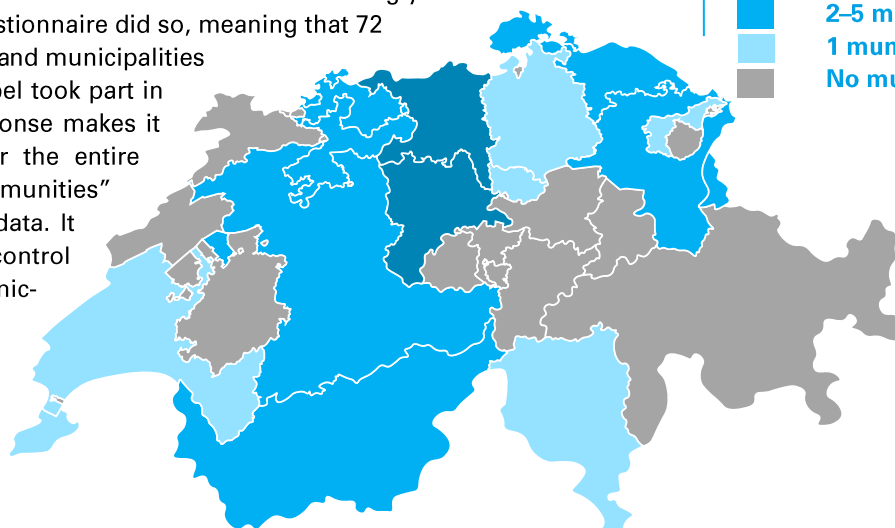 stionnaire did so, meaning that 72
and municipalities
pel took part in
onse makes it
r the entire
munities”
data. It
control
nic-
2–5 m
1 mun
No mu